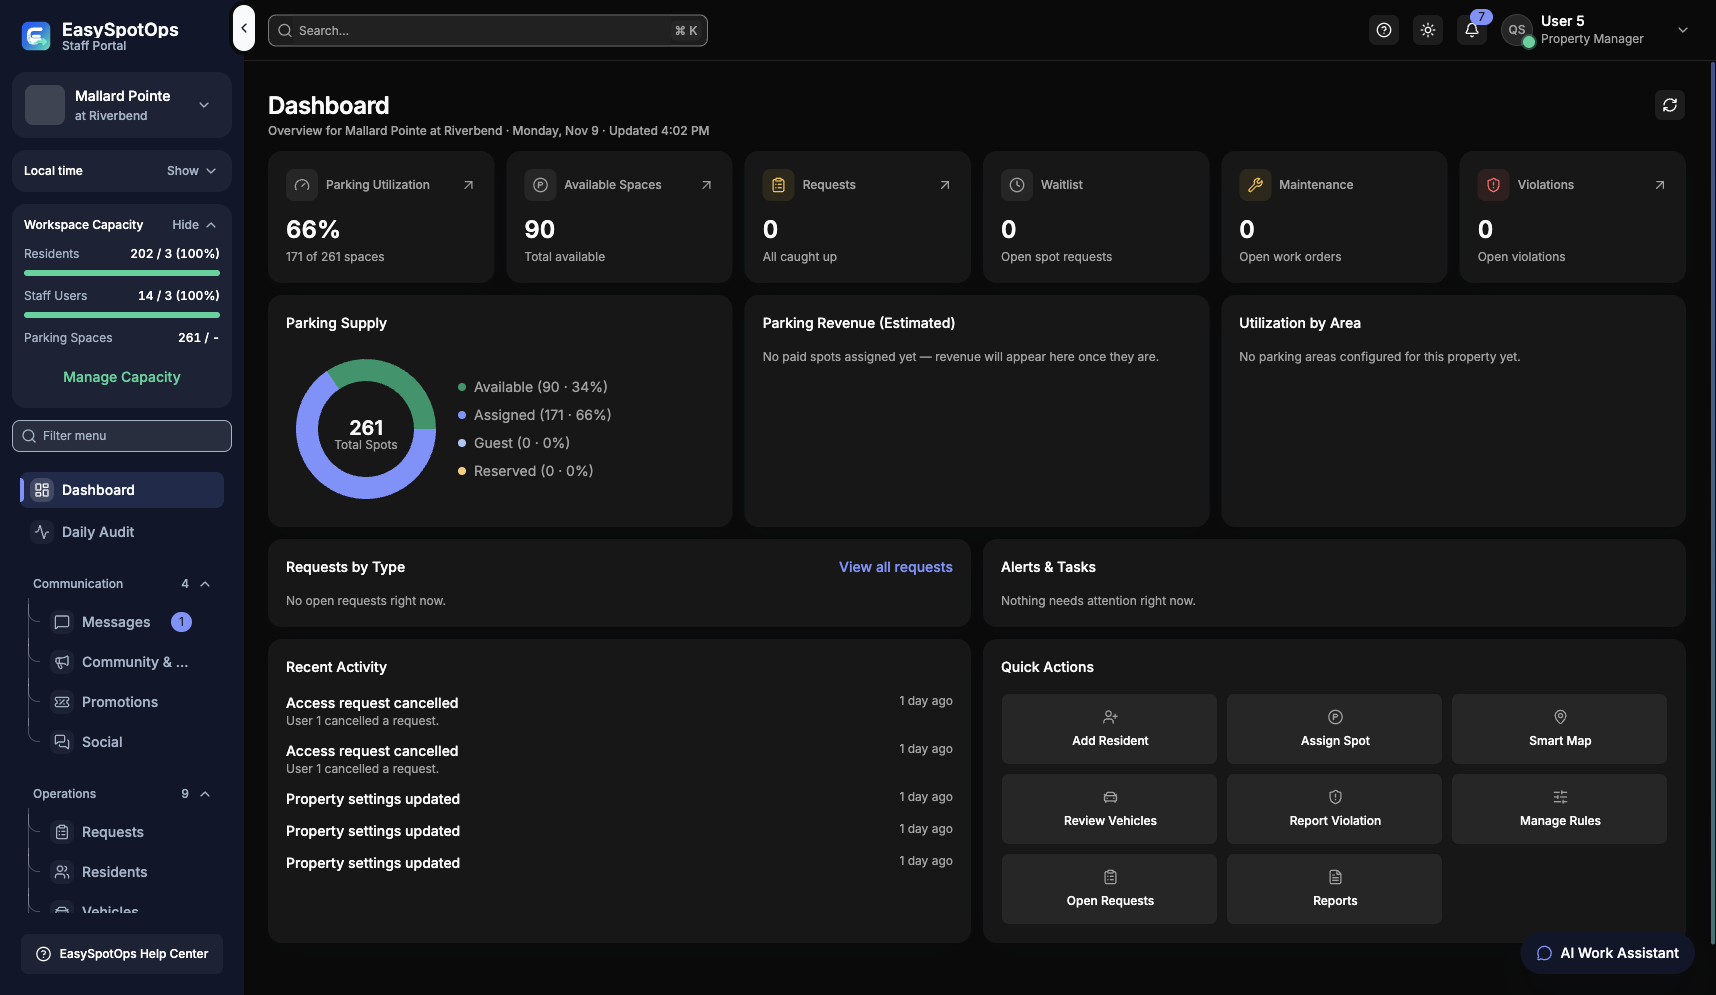 EasySpotOps
Staff Portal
Mallard Pointe
at Riverbend
Local time
Show
Workspace Capacity
Hide
Residents
202 / 3 (100%)
Staff Users
14 / 3 (100%)
Parking Spaces
261 / -
Manage Capacity
Filter menu
Dashboard
Daily Audit
Communication
4
Messages
1
Community & ...
Promotions
Social
Operations
9
Requests
Residents
Vehicles
EasySpotOps Help Center
Search...
⌘ K
7
QS
User 5
Property Manager
Dashboard
Overview for Mallard Pointe at Riverbend · Monday, Nov 9 · Updated 4:02 PM
Parking Utilization
66%
171 of 261 spaces
Available Spaces
90
Total available
Requests
0
All caught up
Waitlist
0
Open spot requests
Maintenance
0
Open work orders
Violations
0
Open violations
Parking Supply
261
Total Spots
Available (90 · 34%)
Assigned (171 · 66%)
Guest (0 · 0%)
Reserved (0 · 0%)
Parking Revenue (Estimated)
No paid spots assigned yet — revenue will appear here once they are.
Utilization by Area
No parking areas configured for this property yet.
Requests by Type
View all requests
No open requests right now.
Alerts & Tasks
Nothing needs attention right now.
Recent Activity
Access request cancelled
1 day ago
User 1 cancelled a request.
Access request cancelled
1 day ago
User 1 cancelled a request.
Property settings updated
1 day ago
Property settings updated
1 day ago
Property settings updated
1 day ago
Quick Actions
Add Resident
Assign Spot
Smart Map
Review Vehicles
Report Violation
Manage Rules
Open Requests
Reports
AI Work Assistant